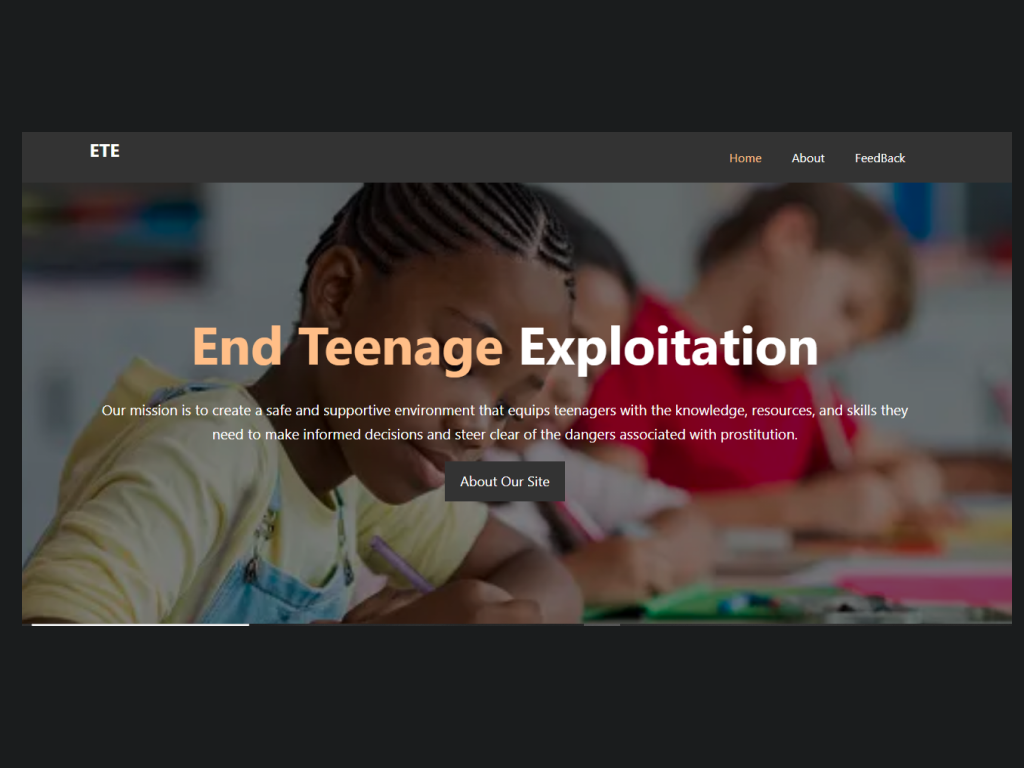 ETE
Home About FeedBack
End Teenage Exploitation
Our mission is to create a safe and supportive environment that equips teenagers with the knowledge, resources, and skills they
need to make informed decisions and steer clear of the dangers associated with prostitution.
About Our Site